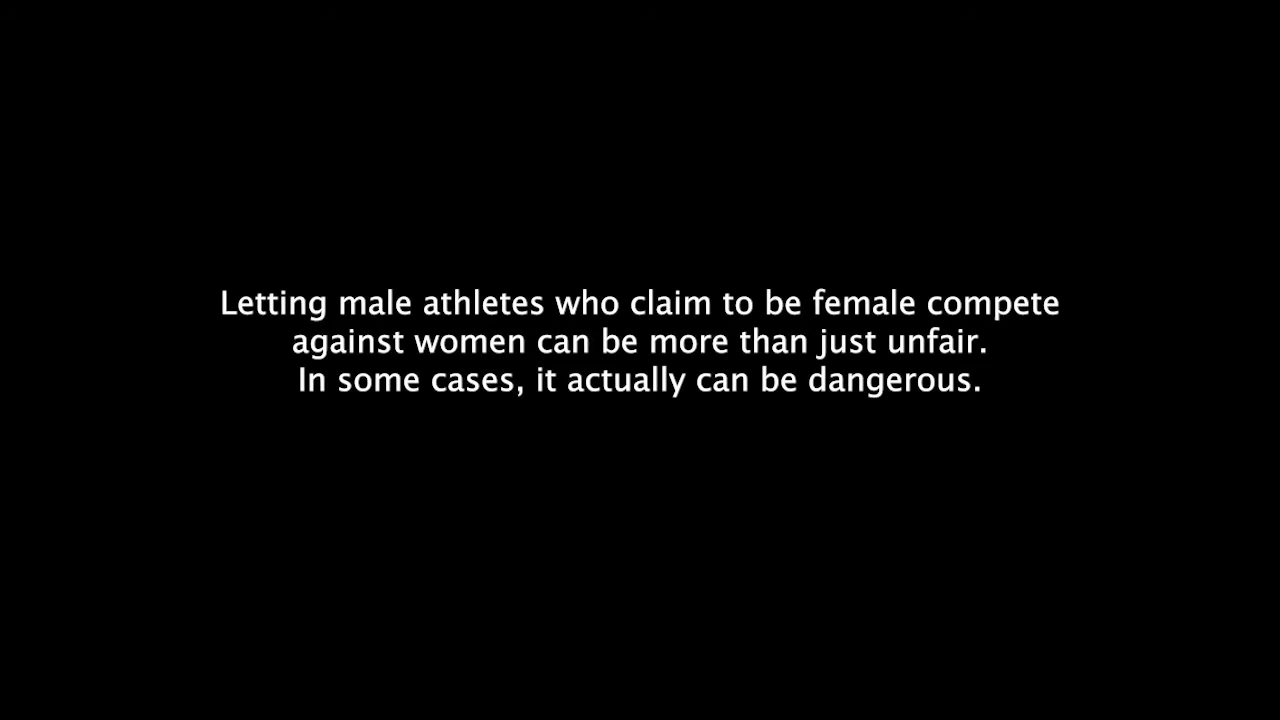 Letting male athletes who claim to be female compete
against women can be more than just unfair.
In some cases, it actually can be dangerous.